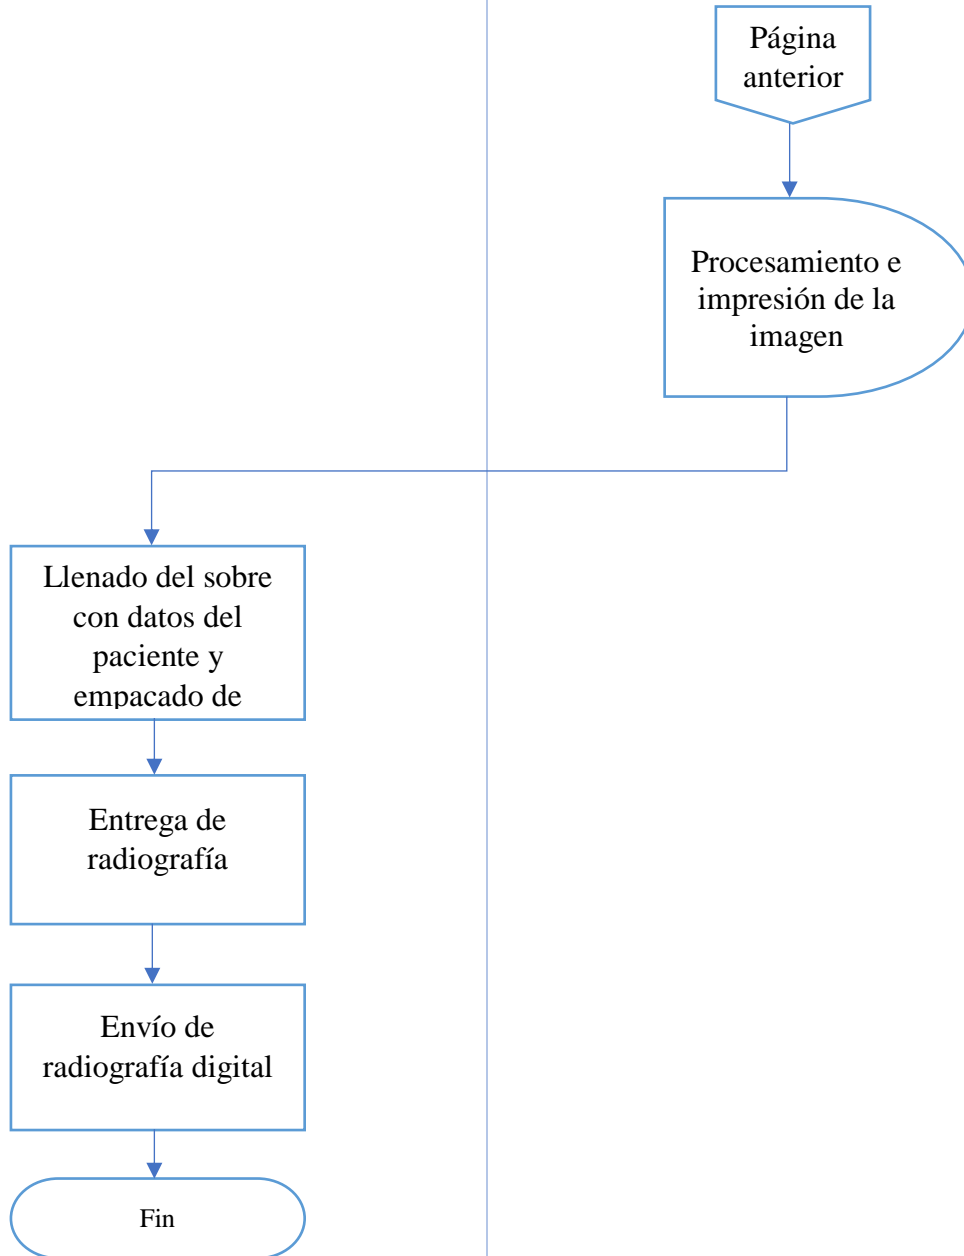 Página
anterior
Procesamiento e
impresión de la
imagen
Llenado del sobre
con datos del
paciente y
empacado de
Entrega de
radiografía
Envío de
radiografía digital
Fin